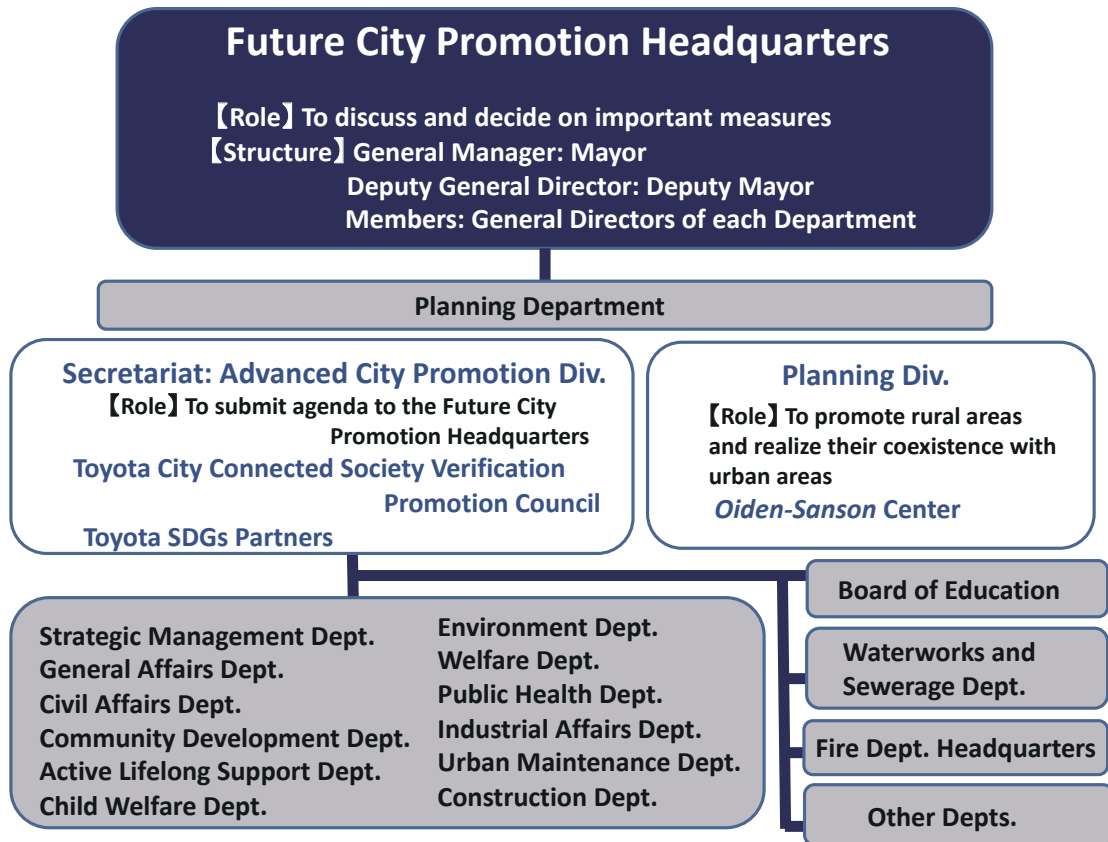 Future City Promotion Headquarters
【Role】To discuss and decide on important measures
【Structure】General Manager: Mayor
Deputy General Director: Deputy Mayor
Members: General Directors of each Department
Planning Department
Secretariat: Advanced City Promotion Div.
【Role】To submit agenda to the Future City
Promotion Headquarters
Toyota City Connected Society Verification
Promotion Council
Toyota SDGs Partners
Planning Div.
【Role】To promote rural areas
and realize their coexistence with
urban areas
Oiden-Sanson Center
Strategic Management Dept.
General Affairs Dept.
Civil Affairs Dept.
Community Development Dept.
Active Lifelong Support Dept.
Child Welfare Dept.
Environment Dept.
Welfare Dept.
Public Health Dept.
Industrial Affairs Dept.
Urban Maintenance Dept.
Construction Dept.
Board of Education
Waterworks and
Sewerage Dept.
Fire Dept. Headquarters
Other Depts.